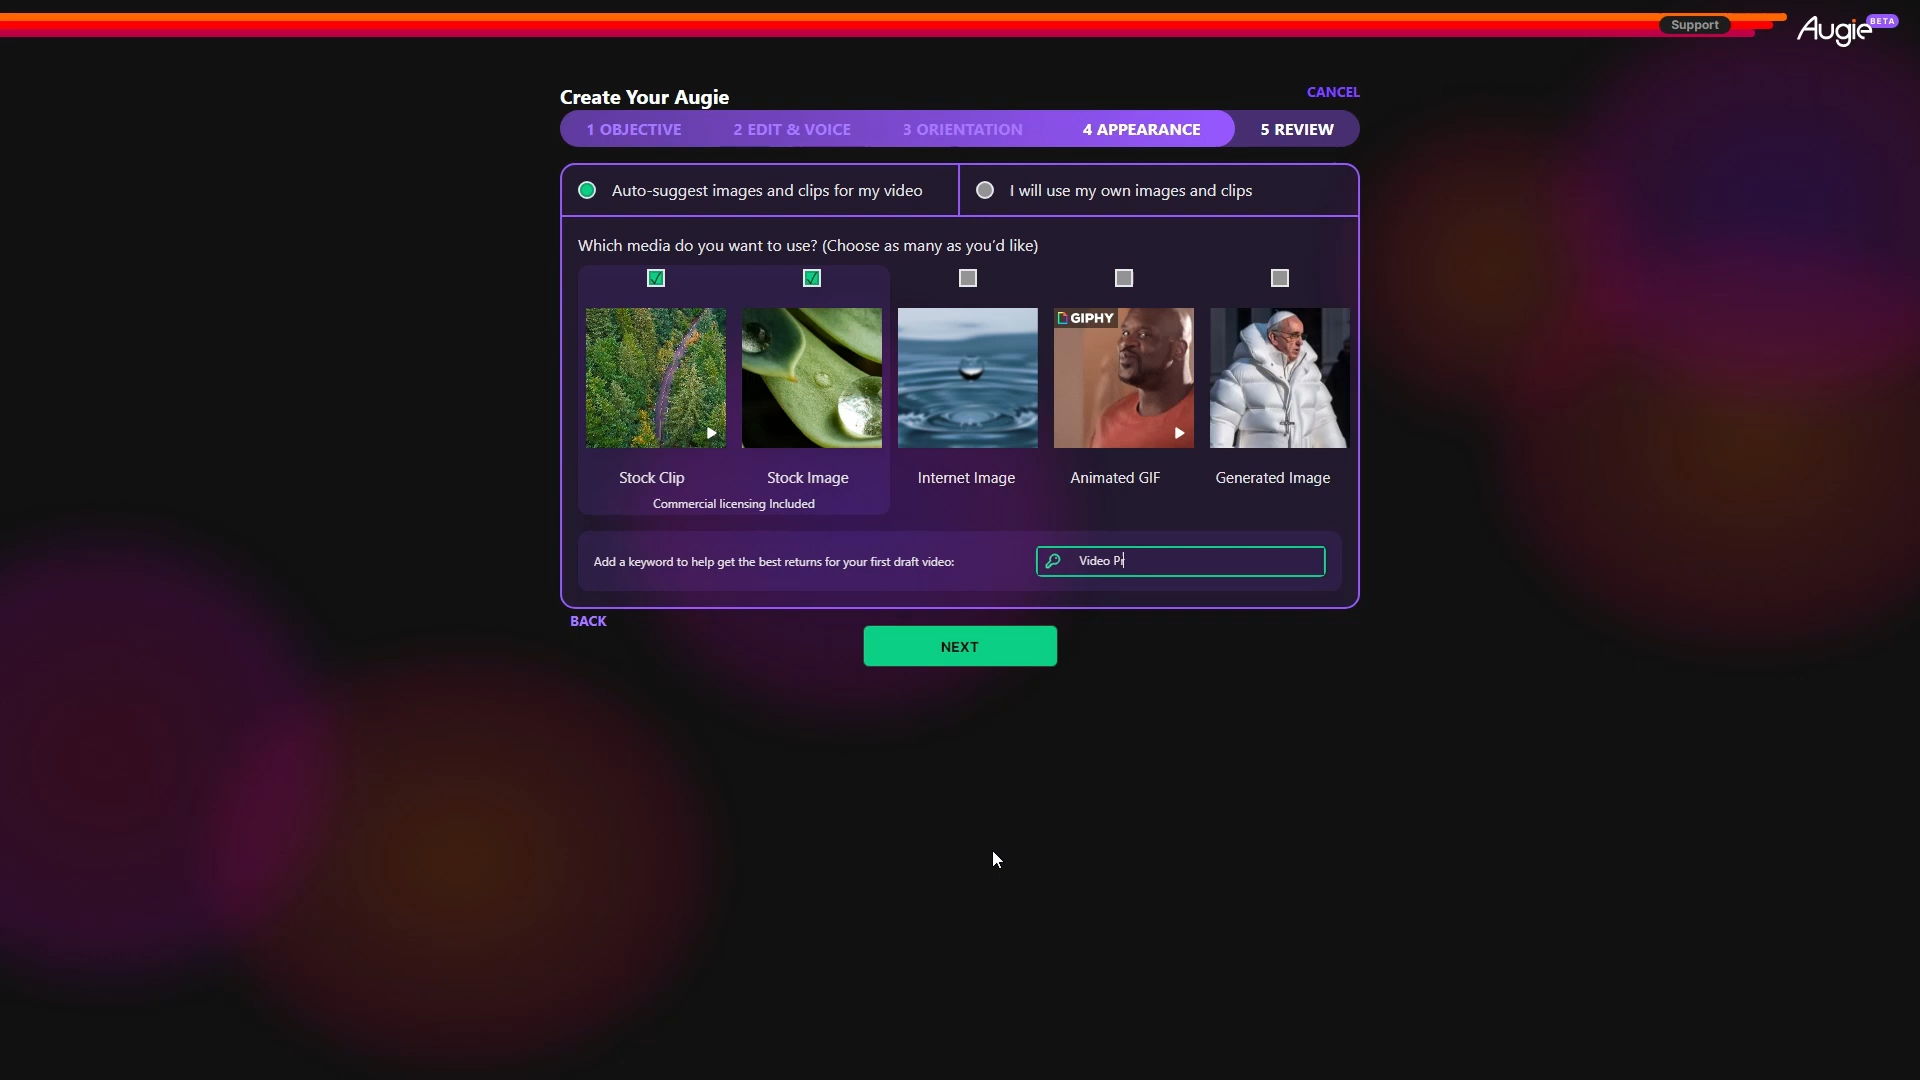 Support
Augie BETA
Create Your Augie
CANCEL
1 OBJECTIVE 2 EDIT & VOICE 3 ORIENTATION 4 APPEARANCE 5 REVIEW
Auto-suggest images and clips for my video
I will use my own images and clips
Which media do you want to use? (Choose as many as you'd like)
GIPHY
Stock Clip Stock Image Internet Image Animated GIF Generated Image
Commercial licensing Included
Add a keyword to help get the best returns for your first draft video:
Video Pr
BACK
NEXT